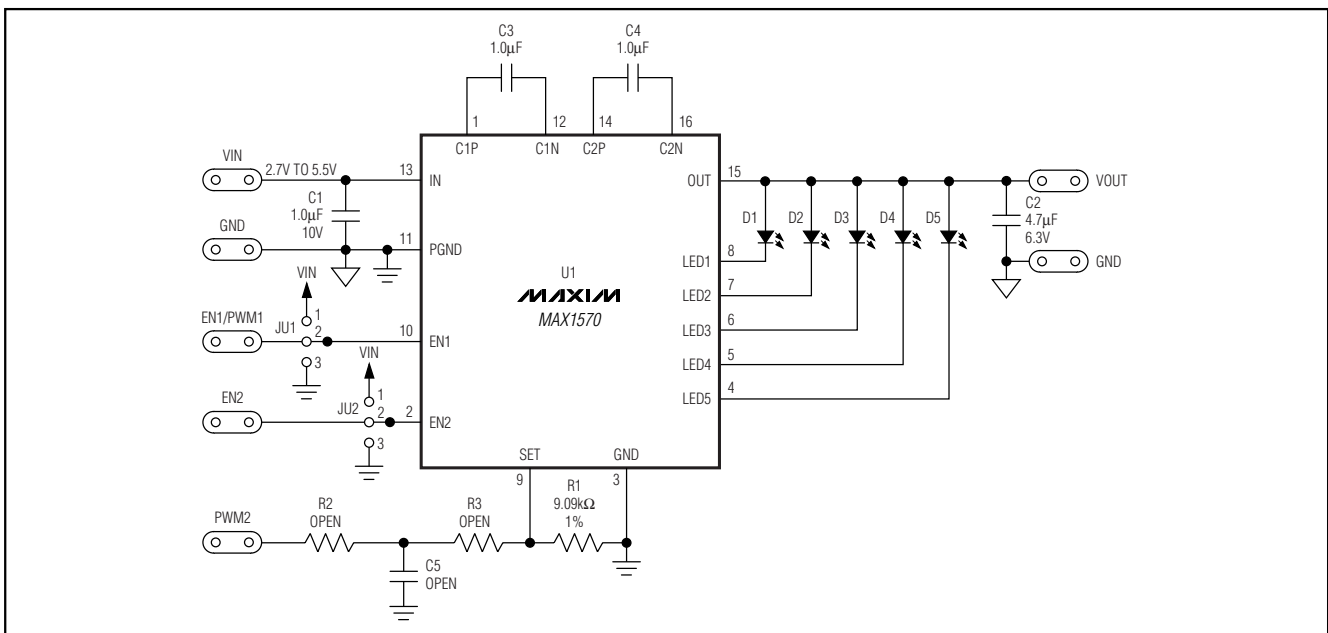 C3
1.0µF
C4
1.0µF
1
12
14
16
C1P
C1N
C2P
C2N
VIN
2.7V TO 5.5V
13
IN
OUT
15
VOUT
C1
1.0µF
10V
D1
D2
D3
D4
D5
C2
4.7µF
6.3V
GND
11
PGND
8
LED1
GND
VIN
U1
MAXIM
MAX1570
7
LED2
EN1/PWM1
JU1
1
2
3
10
EN1
6
LED3
VIN
5
LED4
EN2
JU2
1
2
3
2
EN2
4
LED5
SET
GND
9
3
PWM2
R2
OPEN
R3
OPEN
R1
9.09kΩ
1%
C5
OPEN